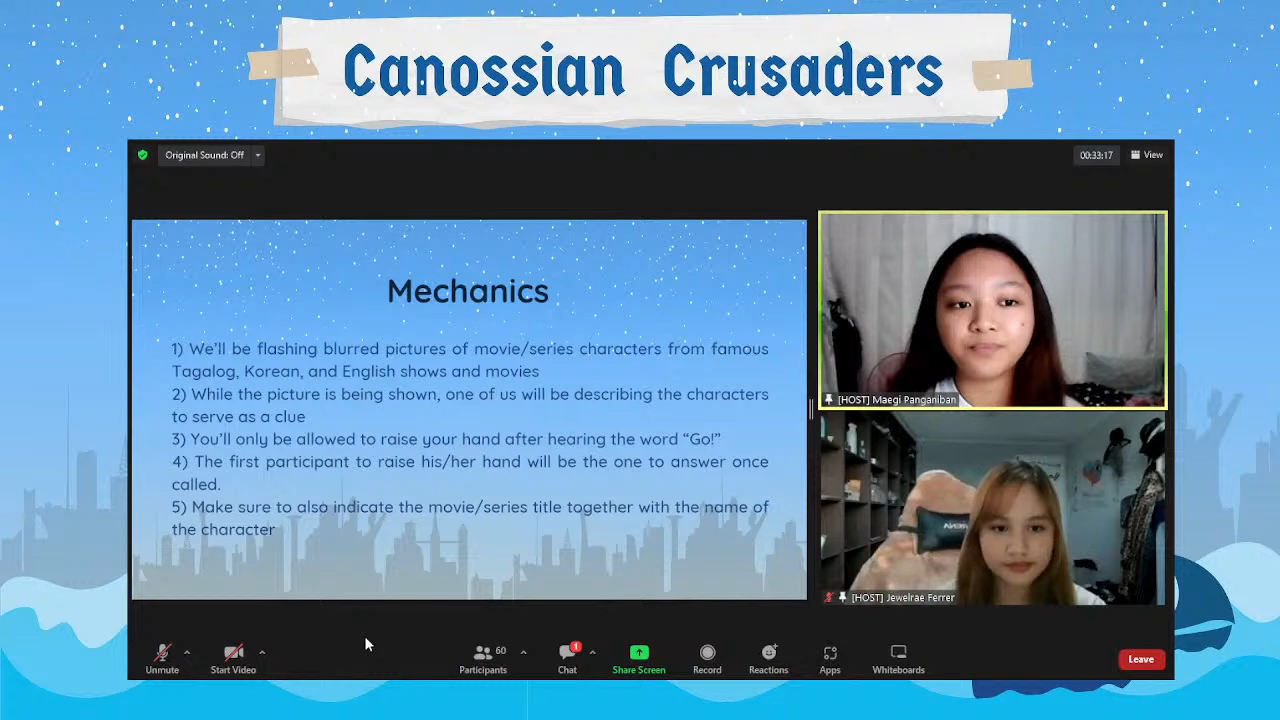 Canossian Crusaders
Original Sound: Off
00:33:17
View
Mechanics
1) We'll be flashing blurred pictures of movie/series characters from famous
Tagalog, Korean, and English shows and movies
2) While the picture is being shown, one of us will be describing the characters
to serve as a clue
3) You'll only be allowed to raise your hand after hearing the word “Go!”
4) The first participant to raise his/her hand will be the one to answer once
called.
5) Make sure to also indicate the movie/series title together with the name of
the character
[HOST] Maegi Panganiban
[HOST] Jewelrae Ferrer
Unmute
Start Video
60
Participants
1
Chat
Share Screen
Record
Reactions
Apps
Whiteboards
Leave